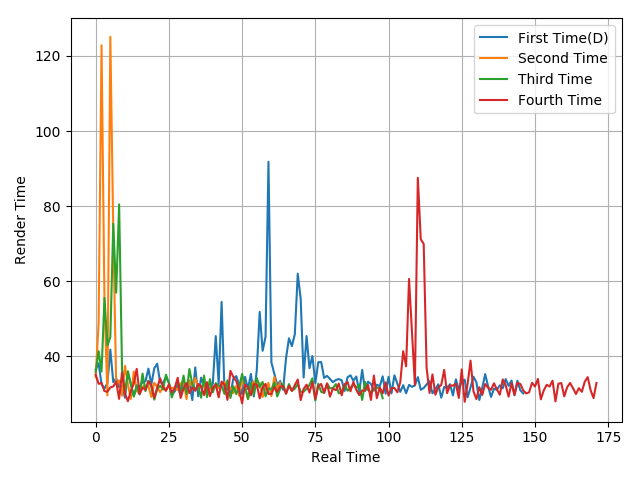 First Time(D)
Second Time
Third Time
Fourth Time
120
100
80
60
40
Render Time
0
25
50
75
100
125
150
175
Real Time